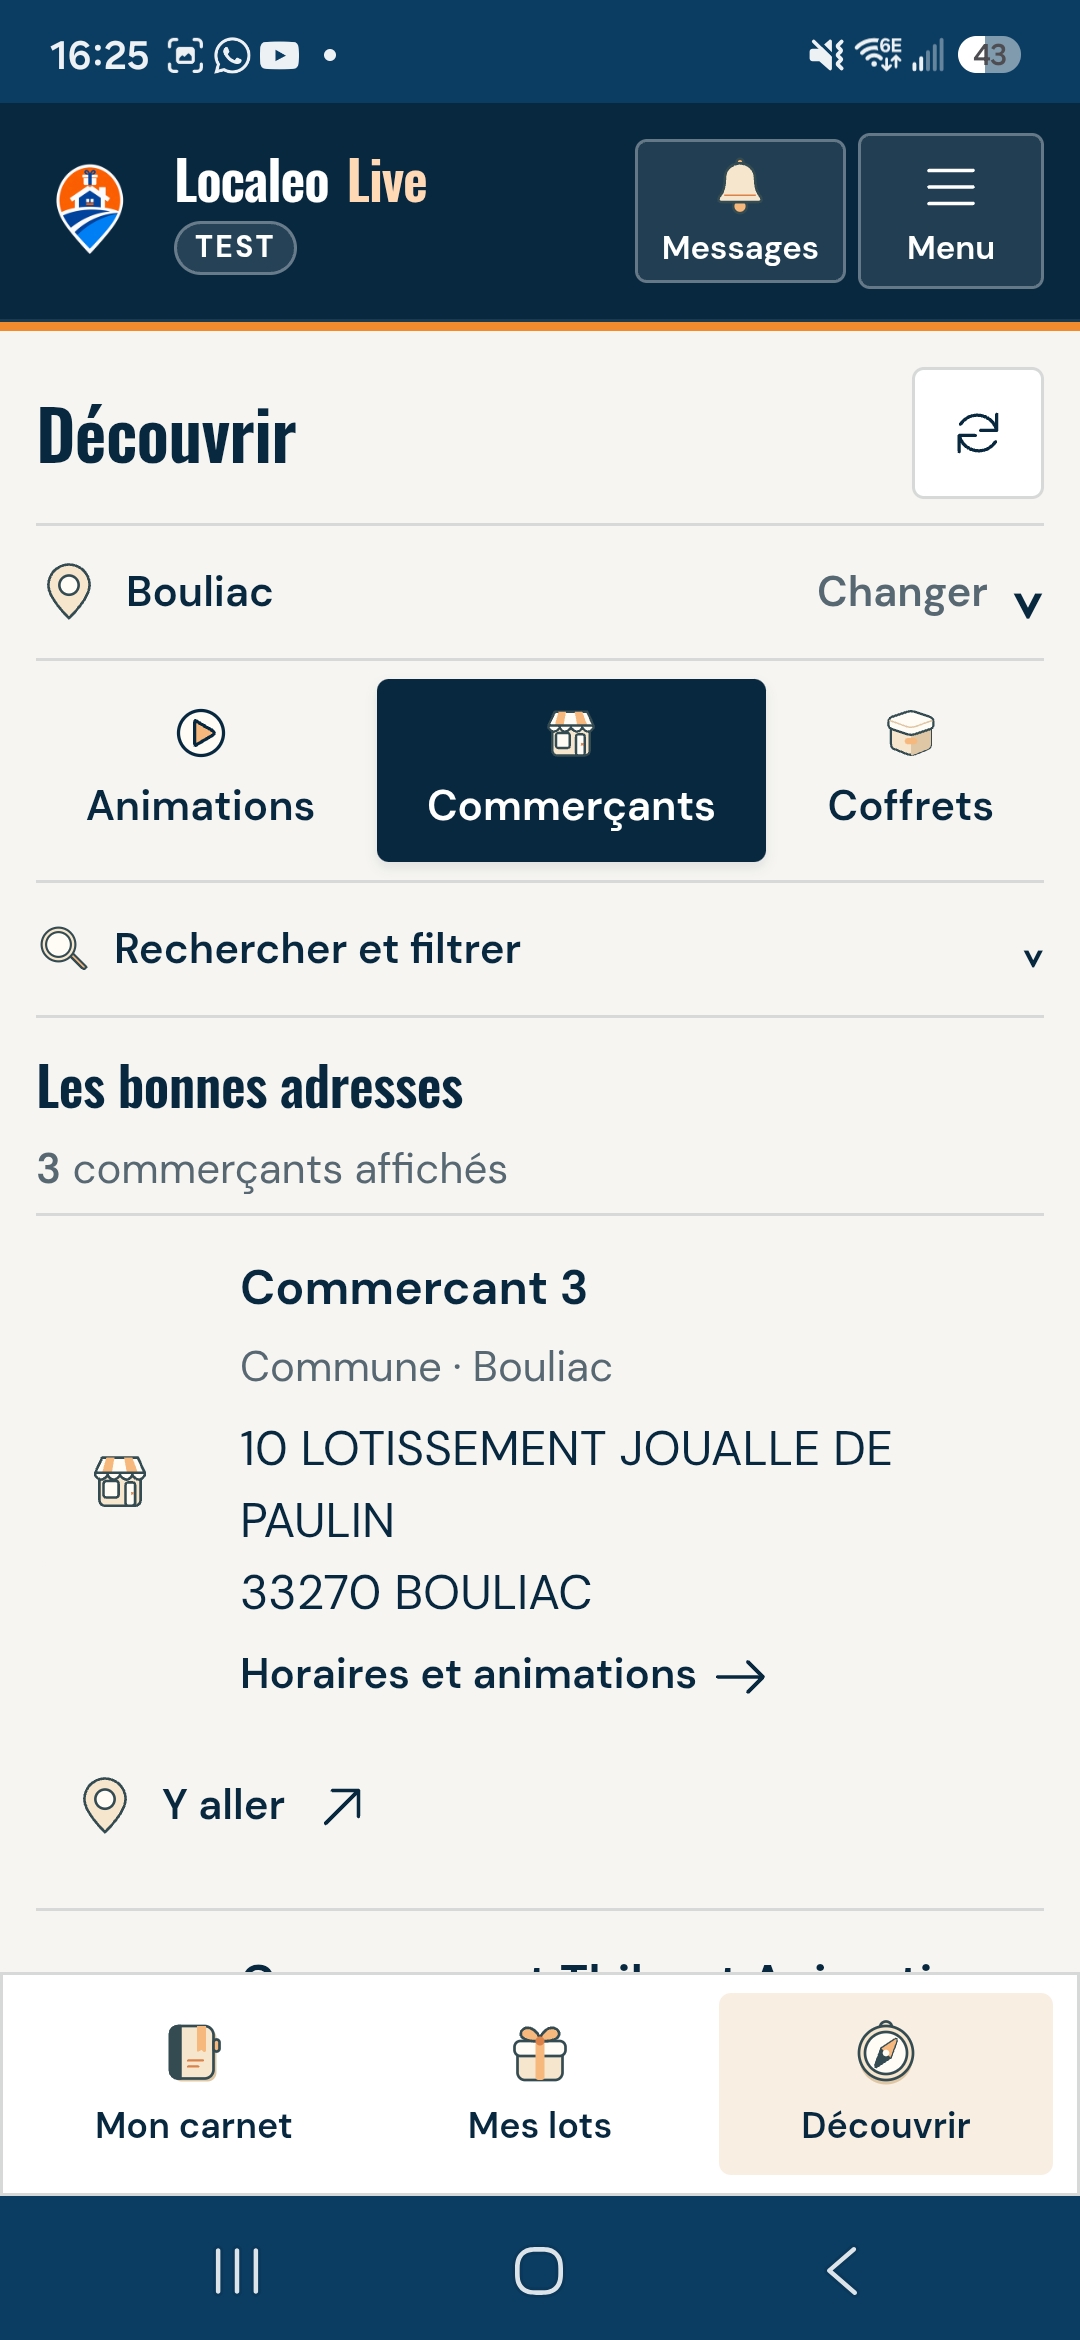 16:25
6E
43
Localeo Live
TEST
Messages
Menu
Découvrir
Bouliac
Changer
Animations
Commerçants
Coffrets
Rechercher et filtrer
Les bonnes adresses
3 commerçants affichés
Commercant 3
Commune · Bouliac
10 LOTISSEMENT JOUALLE DE
PAULIN
33270 BOULIAC
Horaires et animations →
Y aller ↗
Mon carnet
Mes lots
Découvrir